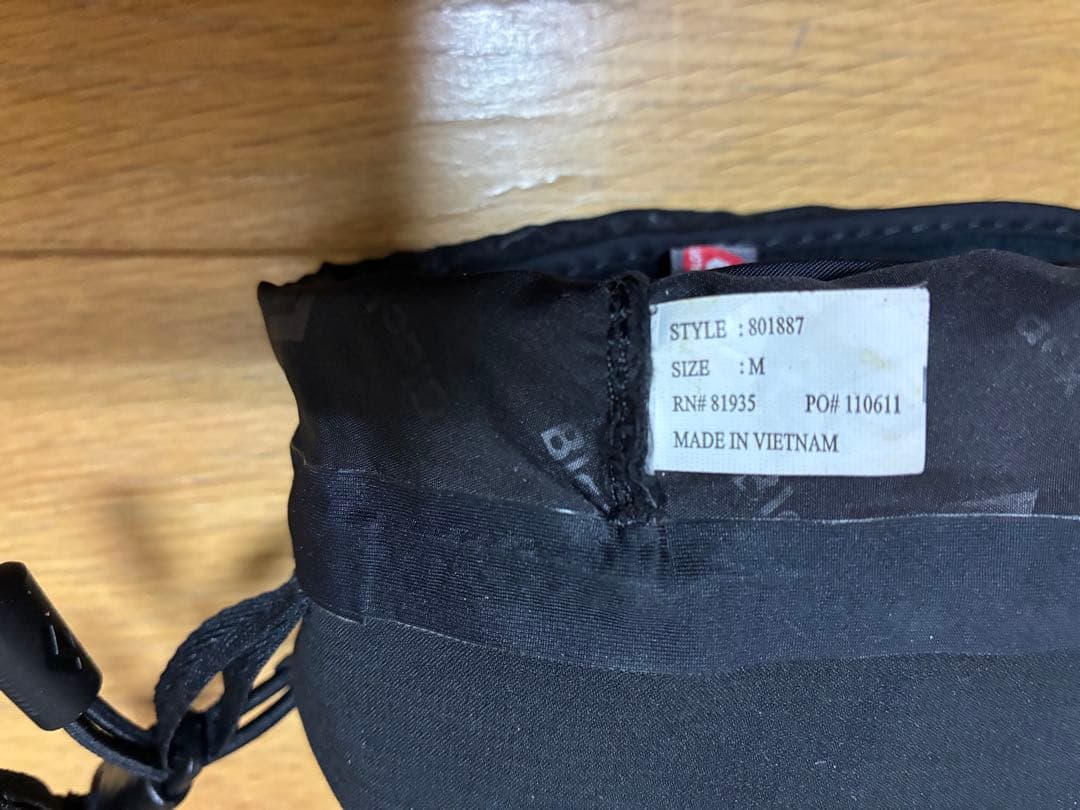 STYLE : 801887
SIZE : M
RN# 81935 PO# 110611
MADE IN VIETNAM